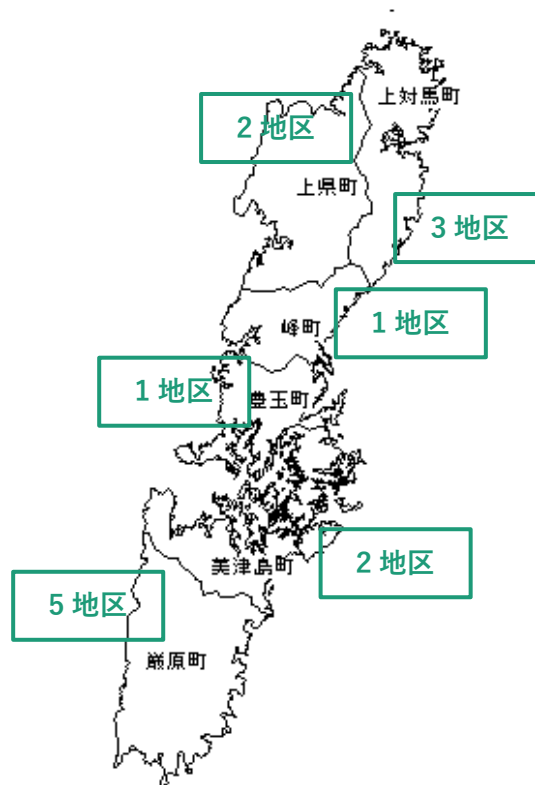 上対馬町
2 地区
上県町
3 地区
峰町
1 地区
1 地区
豊玉町
美津島町
2 地区
5 地区
厳原町